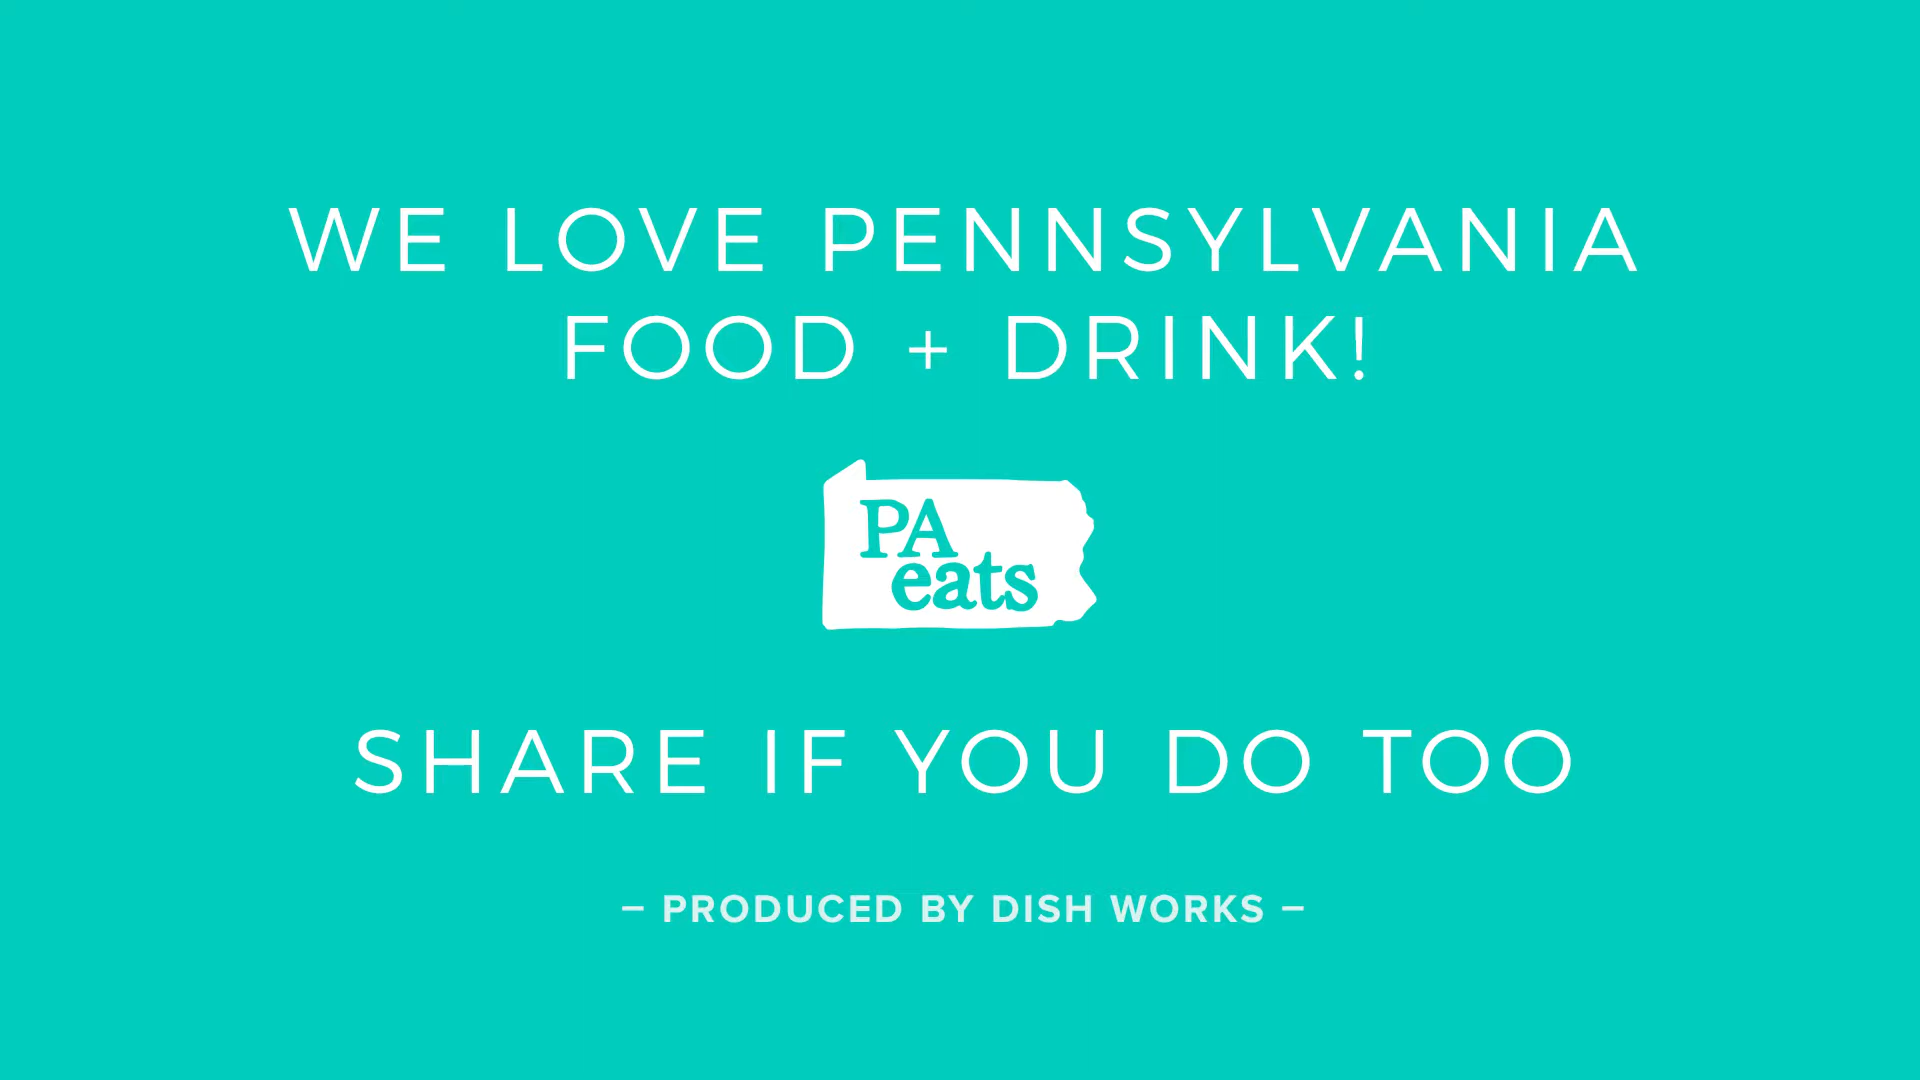 WE LOVE PENNSYLVANIA
FOOD + DRINK!
PA
eats
SHARE IF YOU DO TOO
– PRODUCED BY DISH WORKS –